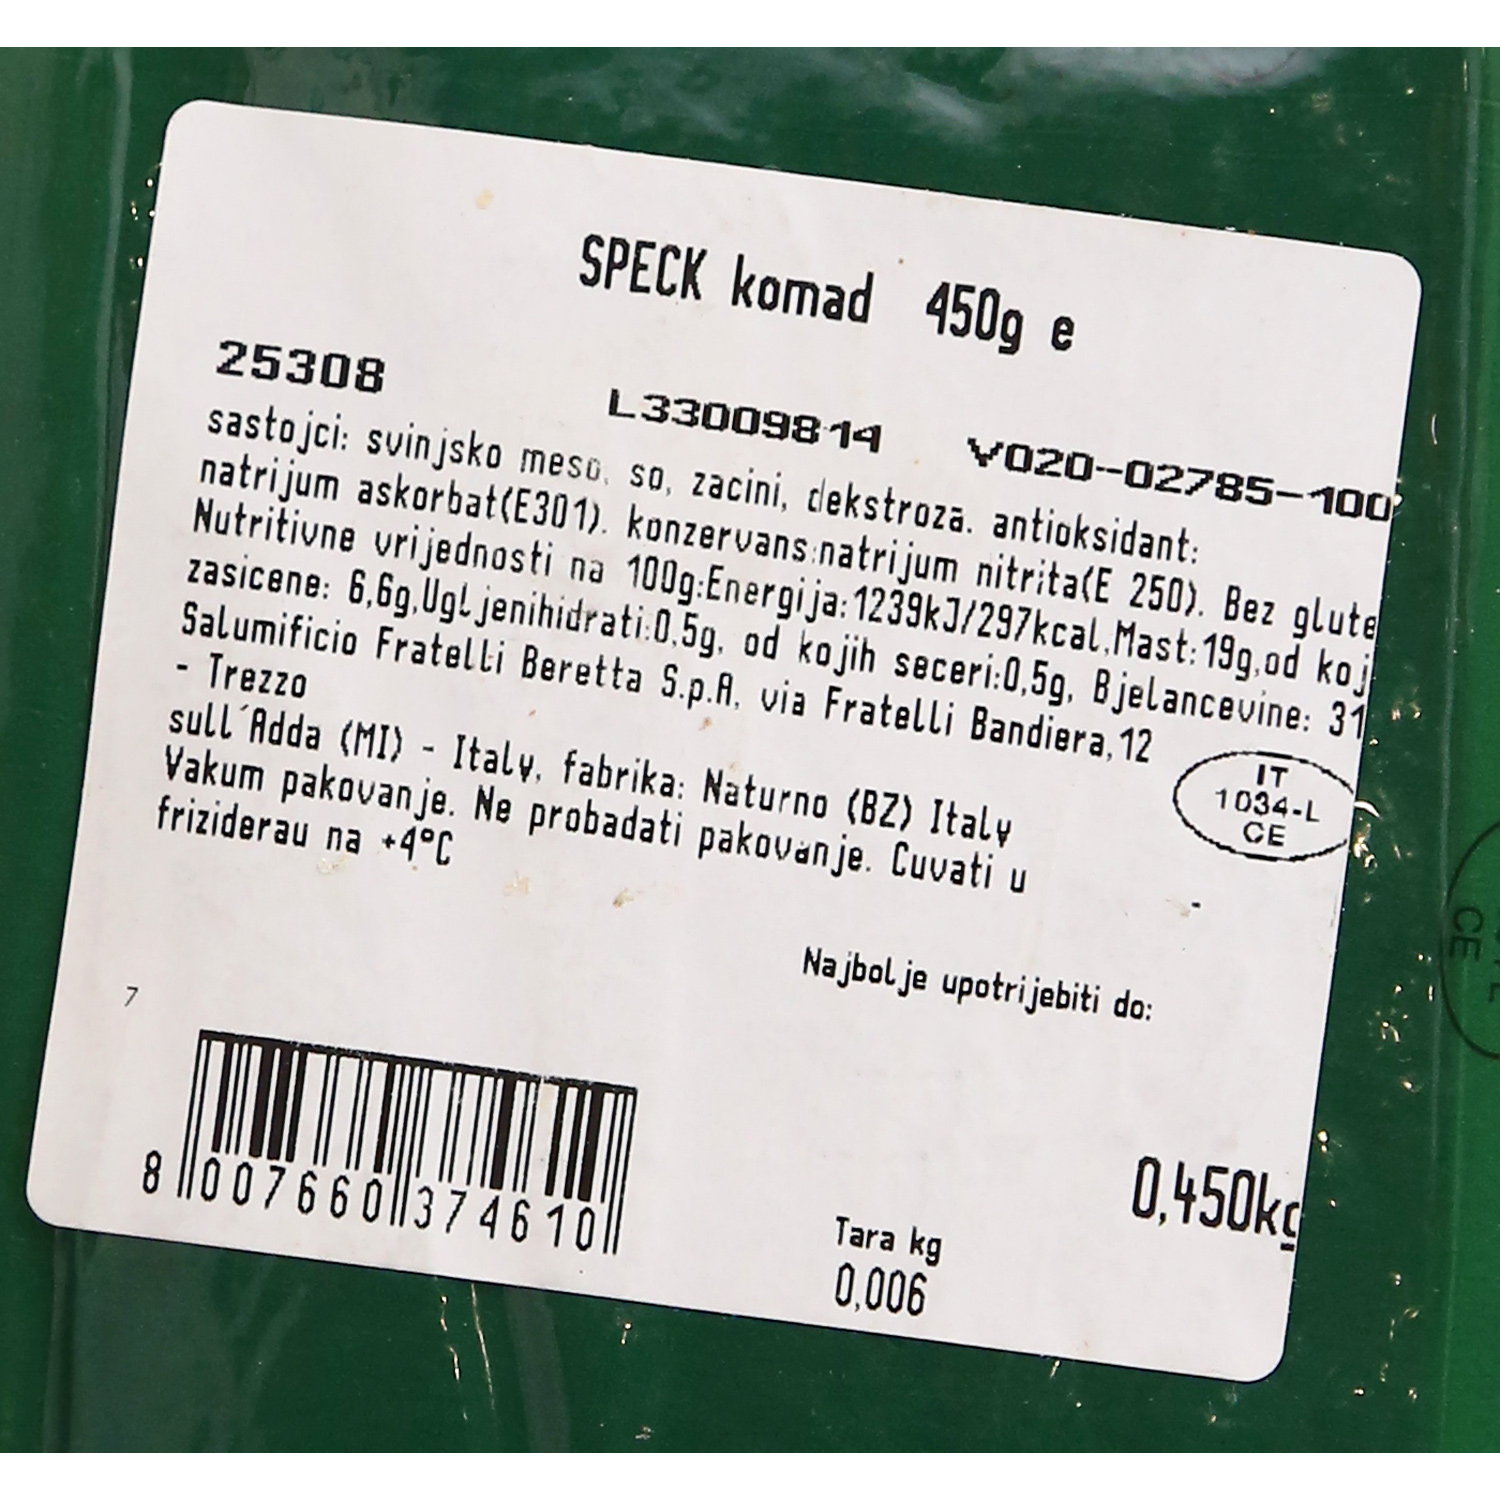 SPECK komad 450g e
25308 L33009814 V020-02785-100
sastojci: svinjsko meso, so, zacini, dekstroza. antioksidant:
natrijum askorbat(E301). konzervans:natrijum nitrita(E 250). Bez glute
Nutritivne vrijednosti na 100g:Energija:1239kJ/297kcal,Mast:19g,od koj
zasicene: 6,6g,Ugljenihidrati:0,5g, od kojih seceri:0,5g, Bjelancevine: 31
Salumificio Fratelli Beretta S.p.A, via Fratelli Bandiera,12
- Trezzo
sull´Adda (MI) - Italy, fabrika: Naturno (BZ) Italy
Vakum pakovanje. Ne probadati pakovanje. Cuvati u
friziderau na +4°C
IT
1034-L
CE
Najbolje upotrijebiti do:
7
8 007660 374610
Tara kg
0,006
0,450kg
CE